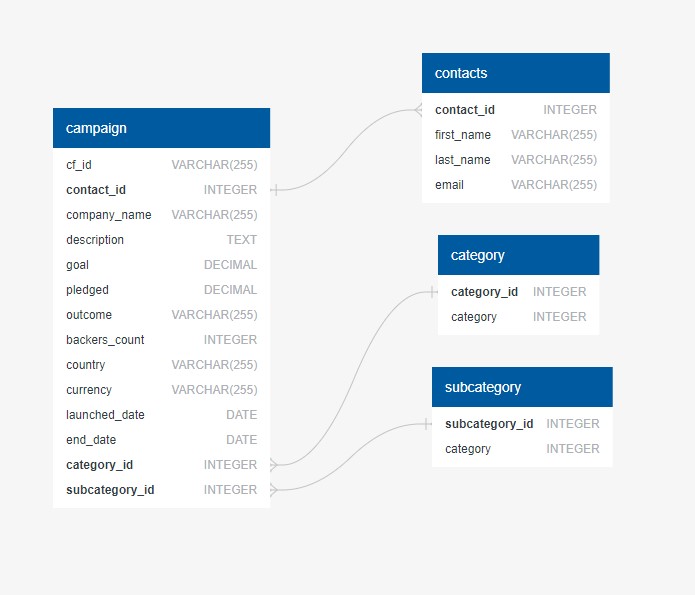 campaign
cf_id VARCHAR(255)
contact_id INTEGER
company_name VARCHAR(255)
description TEXT
goal DECIMAL
pledged DECIMAL
outcome VARCHAR(255)
backers_count INTEGER
country VARCHAR(255)
currency VARCHAR(255)
launched_date DATE
end_date DATE
category_id INTEGER
subcategory_id INTEGER
contacts
contact_id INTEGER
first_name VARCHAR(255)
last_name VARCHAR(255)
email VARCHAR(255)
category
category_id INTEGER
category INTEGER
subcategory
subcategory_id INTEGER
category INTEGER